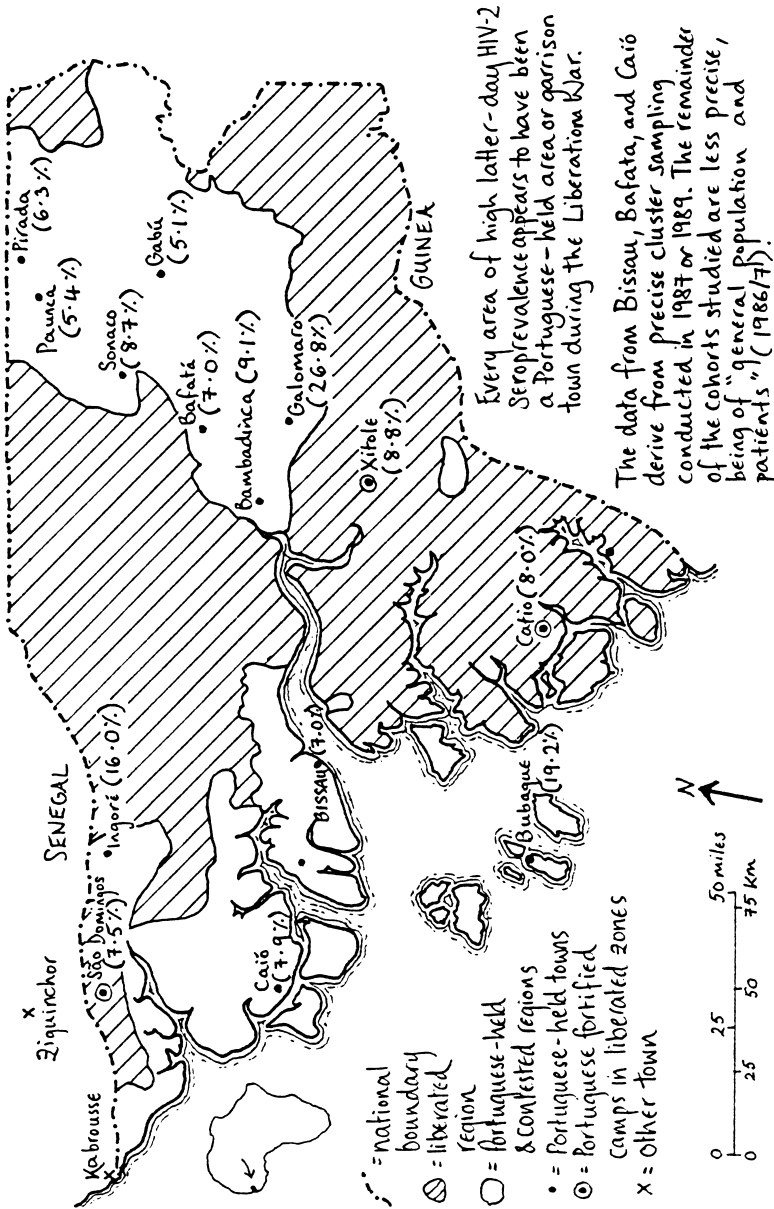 Kabrousse
x
Ziguinchor
x
SENEGAL
São Domingos
(7·5%)
Ingoré (16·0%)
Pirada
(6·3%)
Paunca
(5·4%)
Sonaco
(8·7%)
Gabú
(5·1%)
Bafatá
(7·0%)
Bambadinca (9·1%)
Galomaro
(26·8%)
Xitole
(8·8%)
GUINEA
Caió
(7·9%)
BISSAU (7·0%)
Catió (8·0%)
Bubaque
(19·2%)
= national
boundary
= liberated
region
= Portuguese-held
& contested regions
• = Portuguese-held towns
= Portuguese fortified
camps in liberated zones
x = Other town
N
0 25 50 miles
0 25 50 75 Km
Every area of high latter-day HIV-2
Seroprevalence appears to have been
a Portuguese-held area or garrison
town during the Liberationa War.
The data from Bissau, Bafata, and Caió
derive from precise cluster sampling
conducted in 1987 or 1989. The remainder
of the cohorts studied are less precise,
being of "general population and
patients" (1986/7).